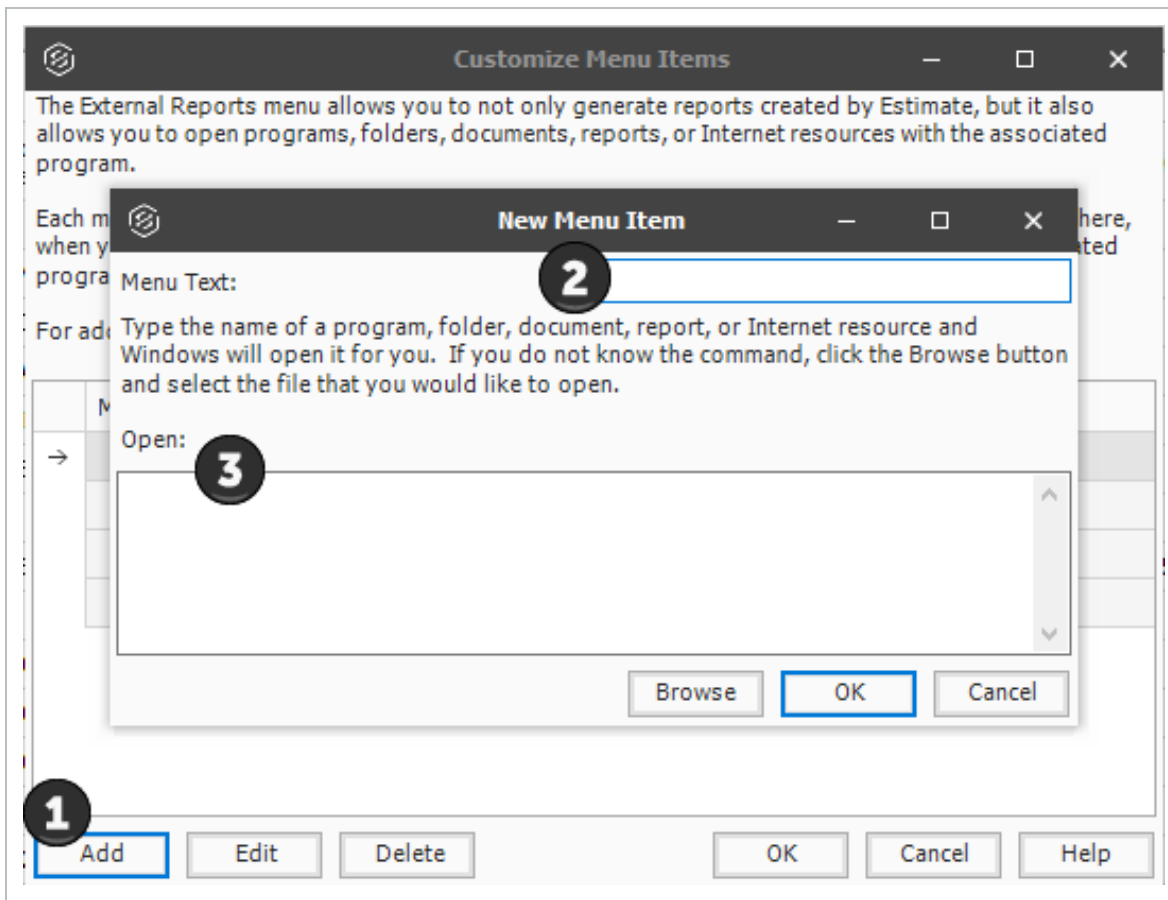 Customize Menu Items
The External Reports menu allows you to not only generate reports created by Estimate, but it also
allows you to open programs, folders, documents, reports, or Internet resources with the associated
program.
Each m
here,
when y
ated
progra
For add
M
New Menu Item
Menu Text:
2
Type the name of a program, folder, document, report, or Internet resource and
Windows will open it for you.  If you do not know the command, click the Browse button
and select the file that you would like to open.
Open:
3
Browse OK Cancel
1
Add Edit Delete OK Cancel Help